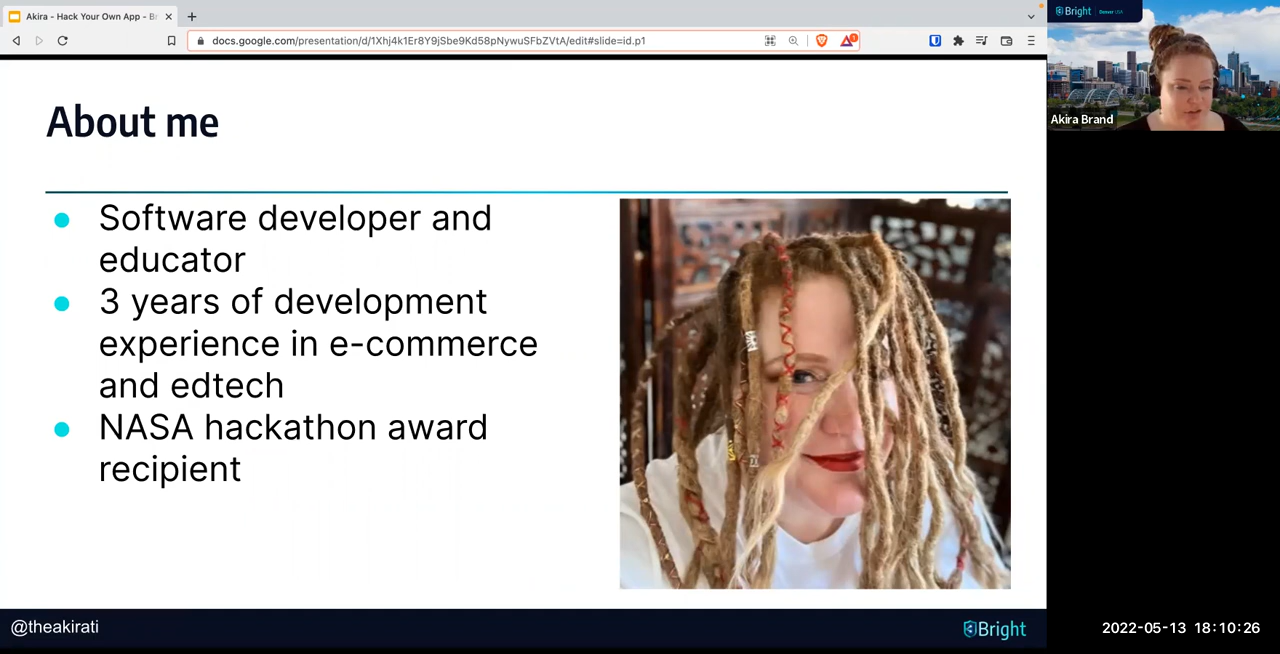 Akira - Hack Your Own App - Br
docs.google.com/presentation/d/1Xhj4k1Er8Y9jSbe9Kd58pNywuSFbZVtA/edit#slide=id.p1
Bright
Denver USA
Akira Brand
About me
Software developer and
educator
3 years of development
experience in e-commerce
and edtech
NASA hackathon award
recipient
@theakirati
Bright
2022-05-13 18:10:26